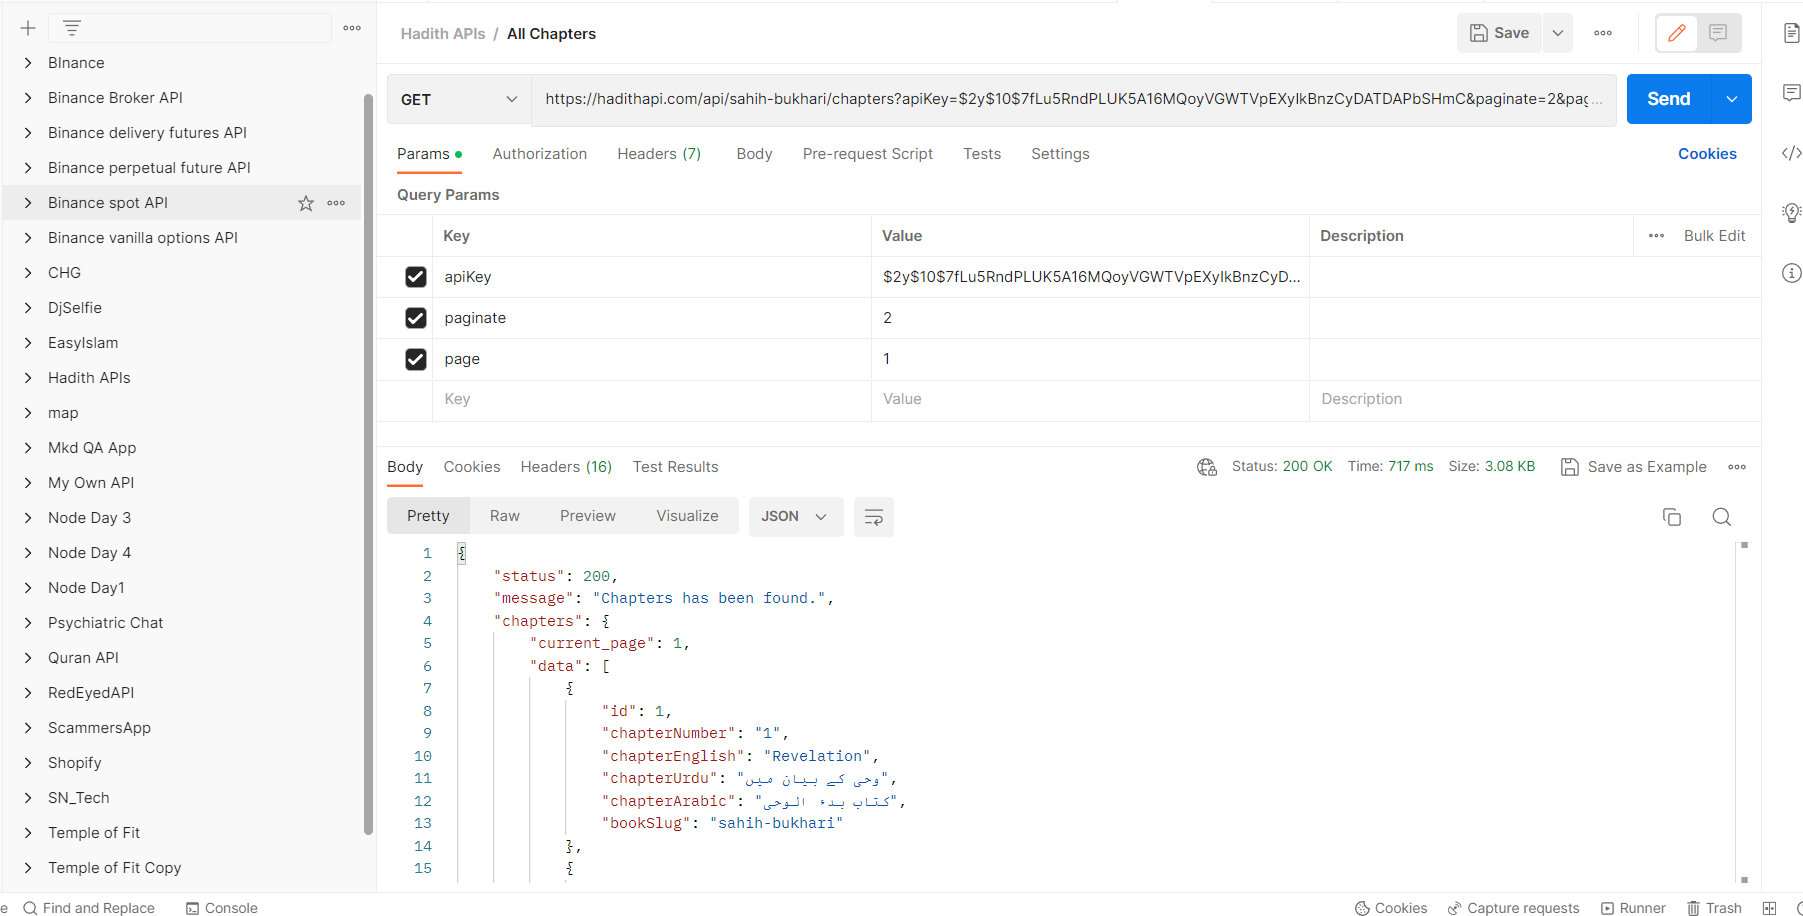 BInance
Binance Broker API
Binance delivery futures API
Binance perpetual future API
Binance spot API
Binance vanilla options API
CHG
DjSelfie
EasyIslam
Hadith APIs
map
Mkd QA App
My Own API
Node Day 3
Node Day 4
Node Day1
Psychiatric Chat
Quran API
RedEyedAPI
ScammersApp
Shopify
SN_Tech
Temple of Fit
Temple of Fit Copy
Hadith APIs / All Chapters
Save
GET https://hadithapi.com/api/sahih-bukhari/chapters?apiKey=$2y$10$7fLu5RndPLUK5A16MQoyVGWTVpEXyIkBnzCyDATDAPbSHmC&paginate=2&pag...
Send
Params Authorization Headers (7) Body Pre-request Script Tests Settings Cookies
Query Params
Key Value Description Bulk Edit
apiKey $2y$10$7fLu5RndPLUK5A16MQoyVGWTVpEXyIkBnzCyD...
paginate 2
page 1
Key Value Description
Body Cookies Headers (16) Test Results Status: 200 OK Time: 717 ms Size: 3.08 KB Save as Example
Pretty Raw Preview Visualize JSON
1 {
2 "status": 200,
3 "message": "Chapters has been found.",
4 "chapters": {
5 "current_page": 1,
6 "data": [
7 {
8 "id": 1,
9 "chapterNumber": "1",
10 "chapterEnglish": "Revelation",
11 "chapterUrdu": "وحی کے بیان میں",
12 "chapterArabic": "كتاب بدء الوحى",
13 "bookSlug": "sahih-bukhari"
14 },
15 {
e Find and Replace Console Cookies Capture requests Runner Trash